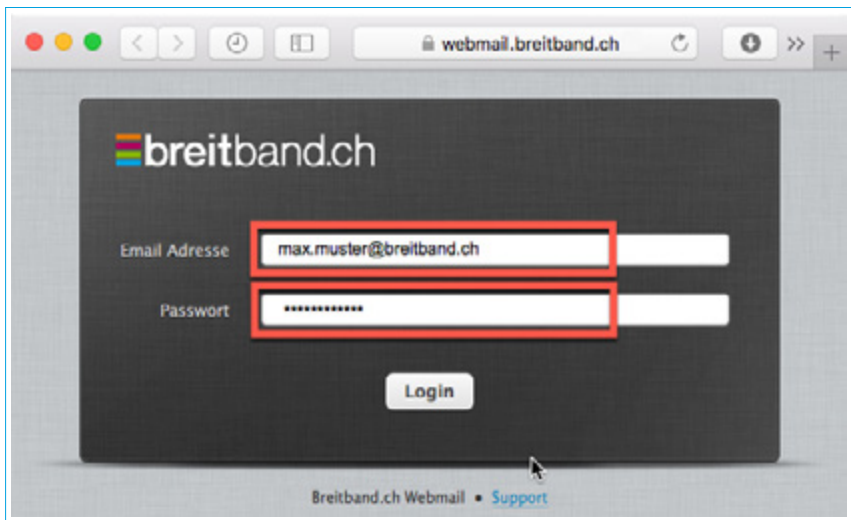 webmail.breitband.ch
breitband.ch
Email Adresse max.muster@breitband.ch
Passwort ••••••••••••
Login
Breitband.ch Webmail • Support